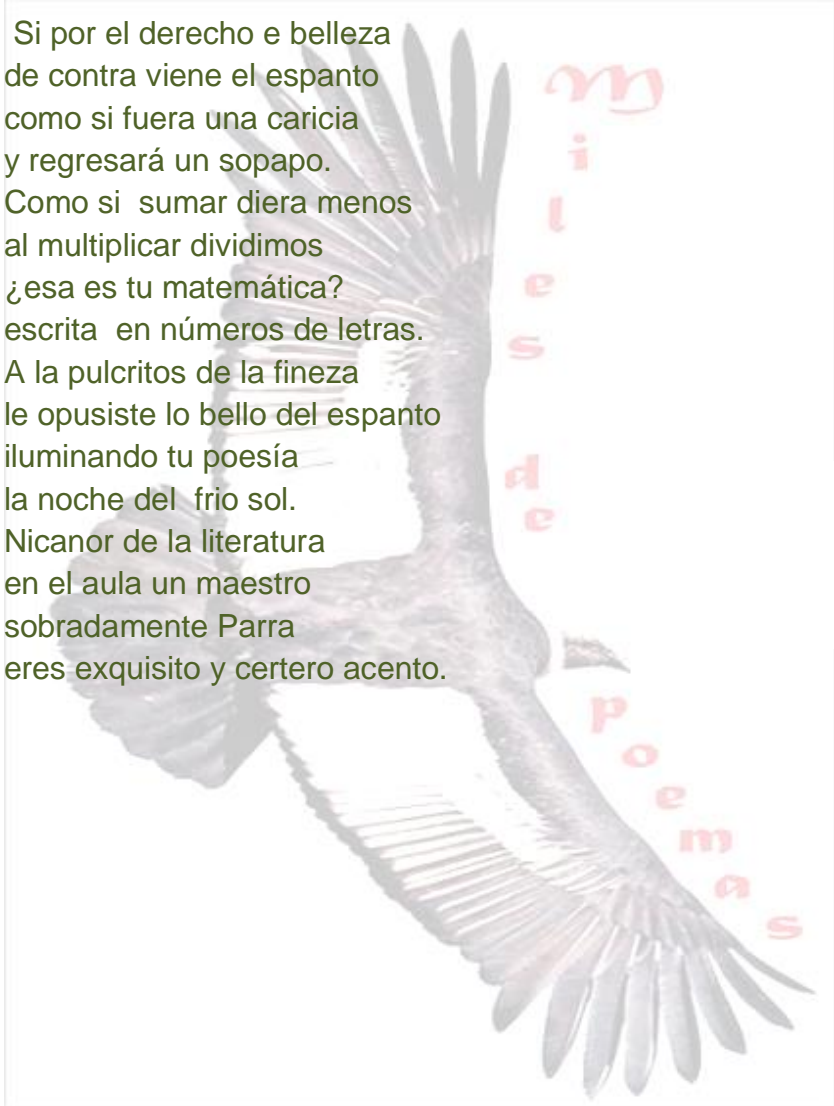 Si por el derecho e belleza
de contra viene el espanto
como si fuera una caricia
y regresará un sopapo.
Como si  sumar diera menos
al multiplicar dividimos
¿esa es tu matemática?
escrita  en números de letras.
A la pulcritos de la fineza
le opusiste lo bello del espanto
iluminando tu poesía
la noche del  frio sol.
Nicanor de la literatura
en el aula un maestro
sobradamente Parra
eres exquisito y certero acento.
Miles de poemas